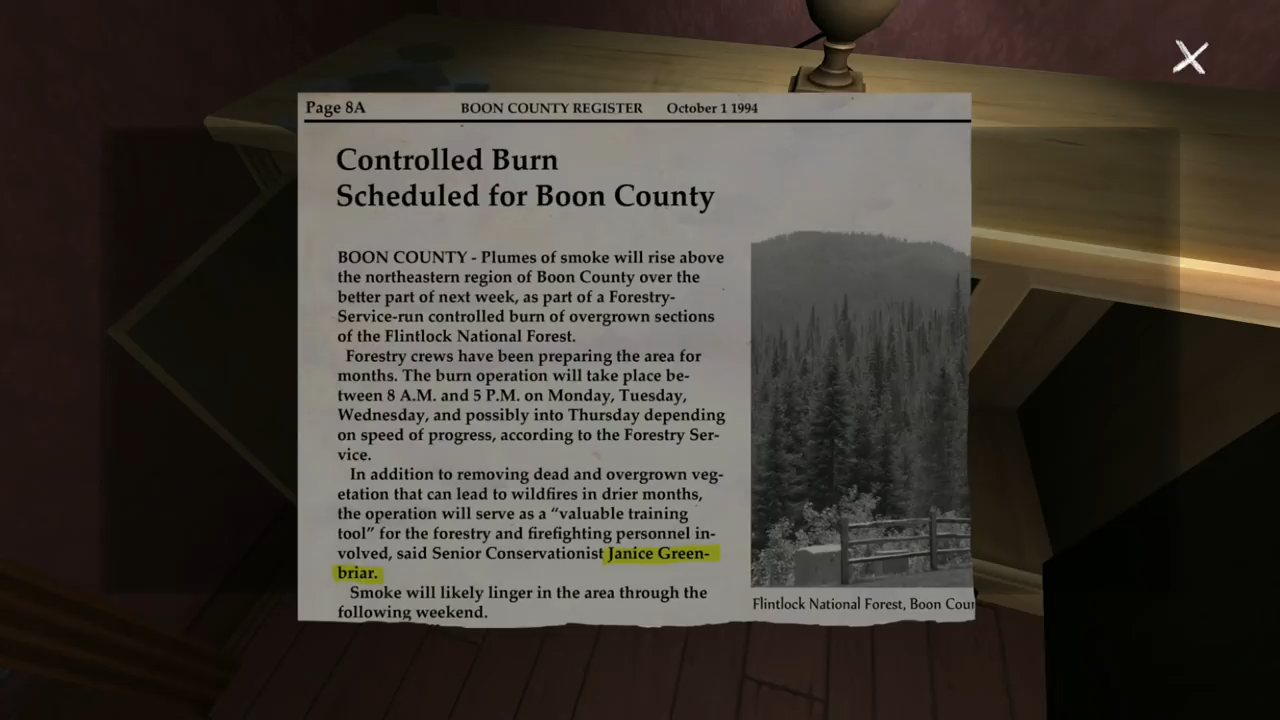 Page 8A BOON COUNTY REGISTER October 1 1994
Controlled Burn
Scheduled for Boon County
BOON COUNTY - Plumes of smoke will rise above
the northeastern region of Boon County over the
better part of next week, as part of a Forestry-
Service-run controlled burn of overgrown sections
of the Flintlock National Forest.
Forestry crews have been preparing the area for
months. The burn operation will take place be-
tween 8 A.M. and 5 P.M. on Monday, Tuesday,
Wednesday, and possibly into Thursday depending
on speed of progress, according to the Forestry Ser-
vice.
In addition to removing dead and overgrown veg-
etation that can lead to wildfires in drier months,
the operation will serve as a “valuable training
tool” for the forestry and firefighting personnel in-
volved, said Senior Conservationist Janice Green-
briar.
Smoke will likely linger in the area through the
following weekend.
Flintlock National Forest, Boon Cour